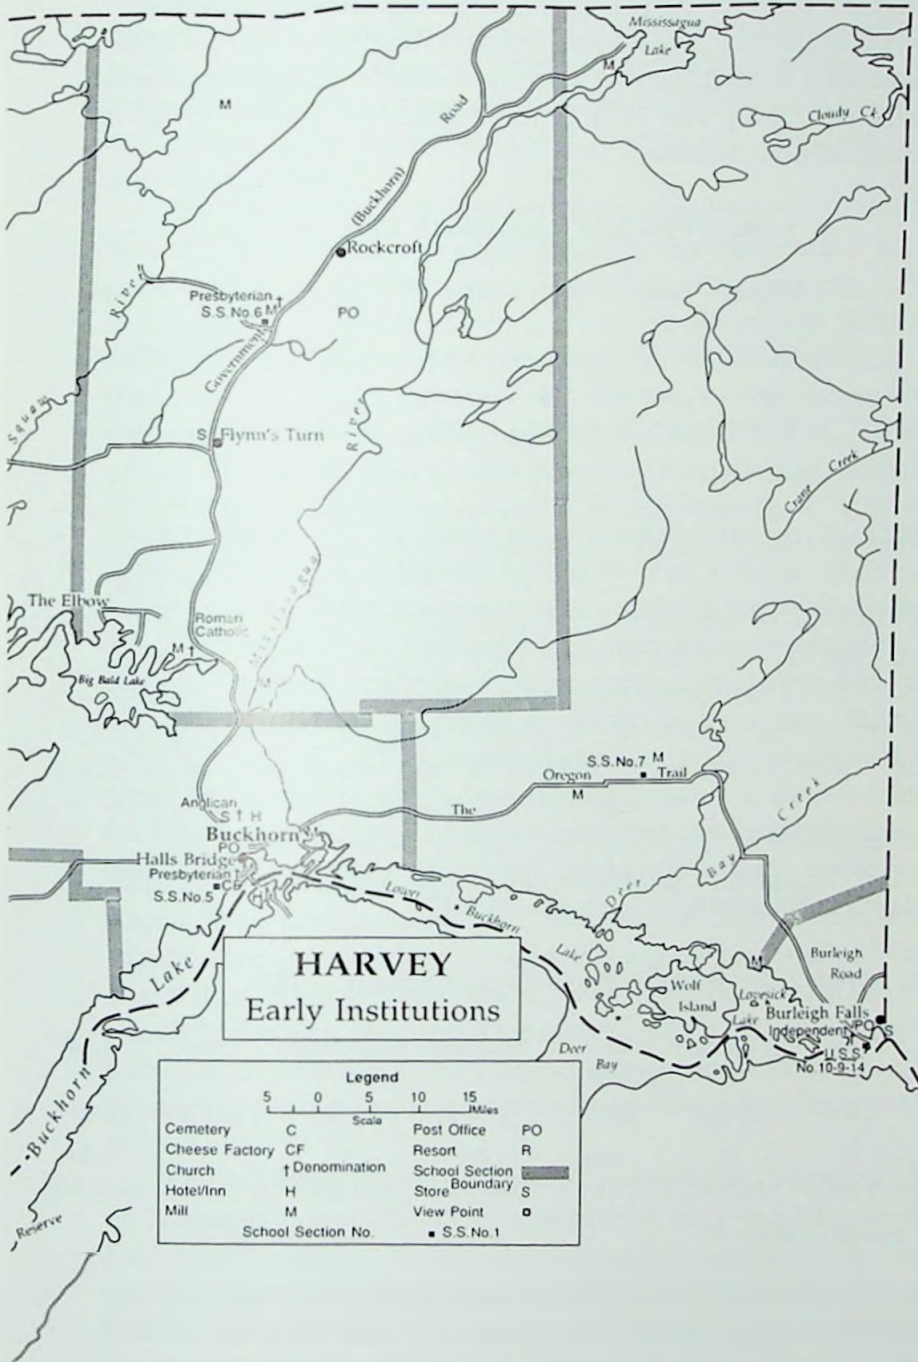 Mississagua
Lake
M
M
Cloudy Ck.
Road
(Buckhorn)
Rockcroft
River
Presbyterian †
S.S.No.6 M
PO
Government
Squaw
S Flynn's Turn
River
Crane Creek
The Elbow
Roman
Catholic
M †
Mississagua
Big Bald Lake
S.S.No.7 M
Oregon Trail
M
Anglican
S † H
The
Buckhorn M
PO
Halls Bridge
Presbyterian †
CF
S.S.No.5
M
Creek
Bay
Deer
Lower
Buckhorn
Lake
Burleigh
Road
M
Wolf
Island
Lovesick
Lake
Burleigh Falls
PO
Independent †
S
U.S.S.
No.10-9-14
Deer
Bay
Lake
Buckhorn
Reserve
HARVEY
Early Institutions
Legend
5 0 5 10 15
Miles
Scale
Cemetery C Post Office PO
Cheese Factory CF Resort R
Church † Denomination School Section
Boundary
Hotel/Inn H Store S
Mill M View Point
School Section No. ■ S.S.No.1